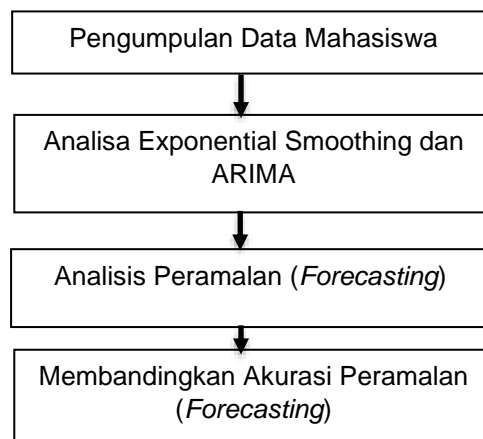 Pengumpulan Data Mahasiswa
Analisa Exponential Smoothing dan
ARIMA
Analisis Peramalan (Forecasting)
Membandingkan Akurasi Peramalan
(Forecasting)